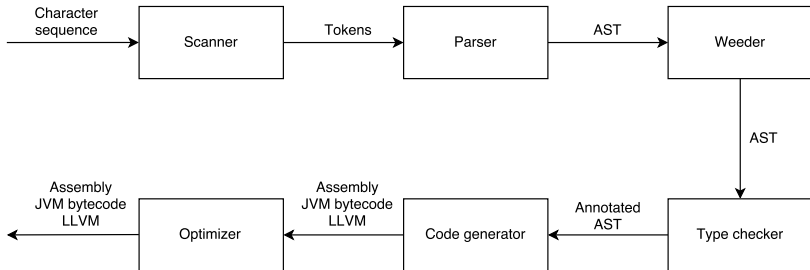 Character
sequence
Scanner
Tokens
Parser
AST
Weeder
AST
Assembly
JVM bytecode
LLVM
Optimizer
Assembly
JVM bytecode
LLVM
Code generator
Annotated
AST
Type checker